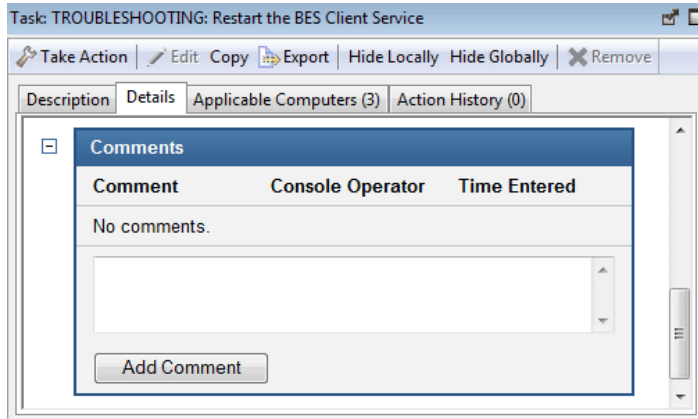 Task: TROUBLESHOOTING: Restart the BES Client Service
Take Action Edit Copy Export Hide Locally Hide Globally Remove
Description Details Applicable Computers (3) Action History (0)
Comments
Comment Console Operator Time Entered
No comments.
Add Comment